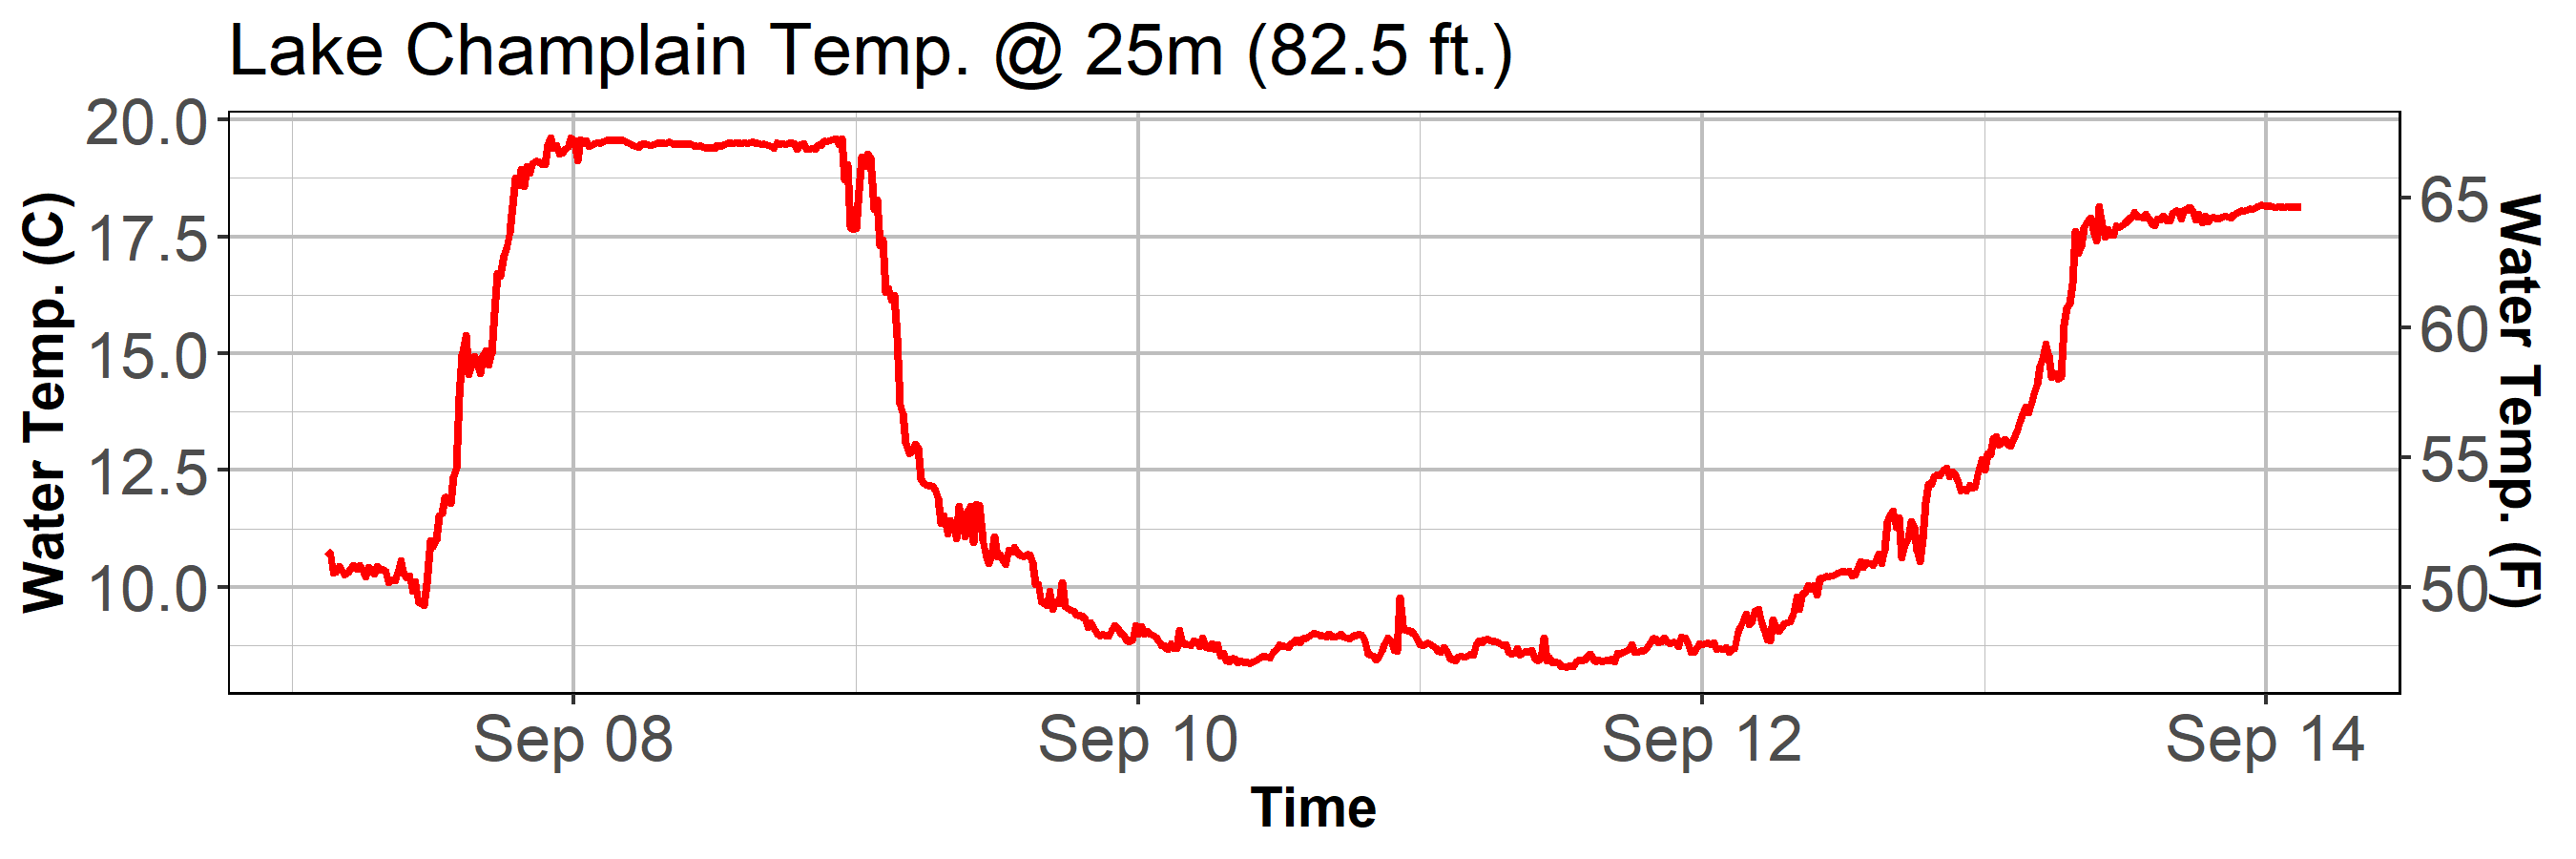 Lake Champlain Temp. @ 25m (82.5 ft.)
Water Temp. (C)
20.0
17.5
15.0
12.5
10.0
65
60
55
50
Water Temp. (F)
Sep 08 Sep 10 Sep 12 Sep 14
Time